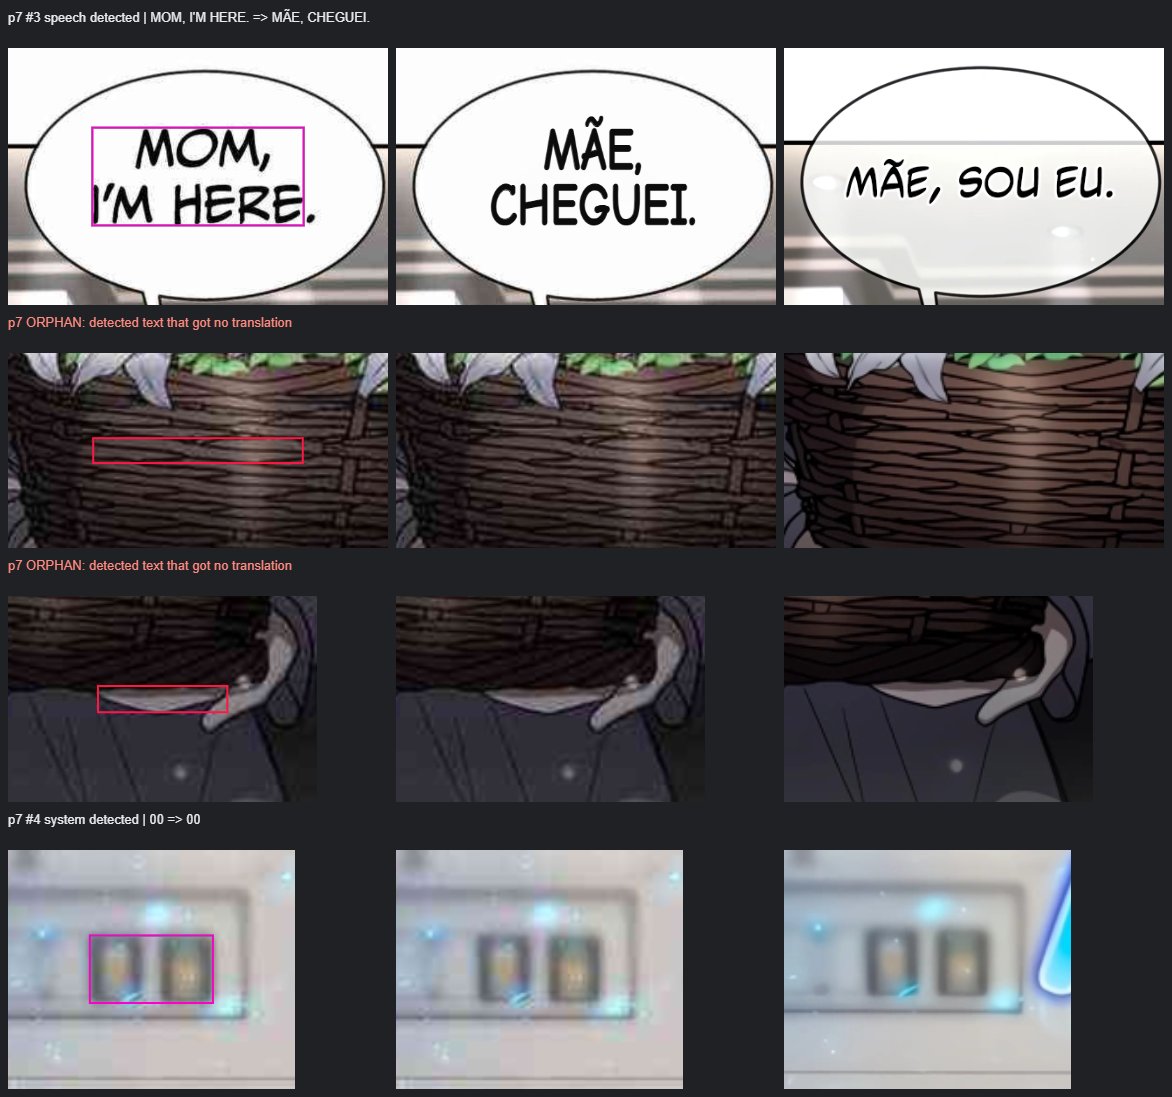 p7 #3 speech detected | MOM, I'M HERE. => MÃE, CHEGUEI.
MOM,
I'M HERE.
MÃE,
CHEGUEI.
MÃE, SOU EU.
p7 ORPHAN: detected text that got no translation
p7 ORPHAN: detected text that got no translation
p7 #4 system detected | 00 => 00